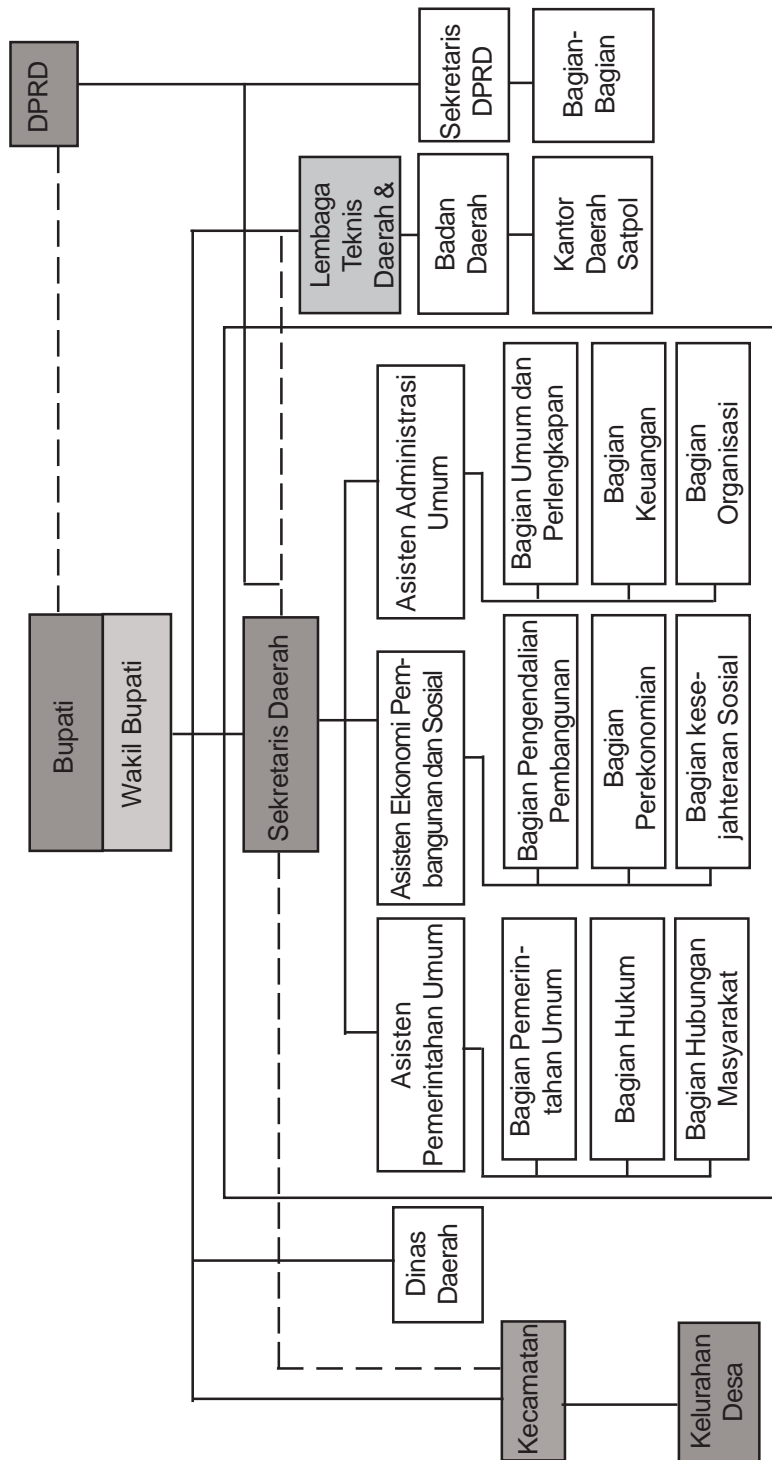 Bupati
Wakil Bupati
DPRD
Sekretaris Daerah
Lembaga
Teknis
Daerah &
Badan
Daerah
Kantor
Daerah
Satpol
Sekretaris
DPRD
Bagian-
Bagian
Dinas
Daerah
Kecamatan
Kelurahan
Desa
Asisten
Pemerintahan Umum
Bagian Pemerin-
tahan Umum
Bagian Hukum
Bagian Hubungan
Masyarakat
Asisten Ekonomi Pem-
bangunan dan Sosial
Bagian Pengendalian
Pembangunan
Bagian
Perekonomian
Bagian kese-
jahteraan Sosial
Asisten Administrasi
Umum
Bagian Umum dan
Perlengkapan
Bagian
Keuangan
Bagian
Organisasi